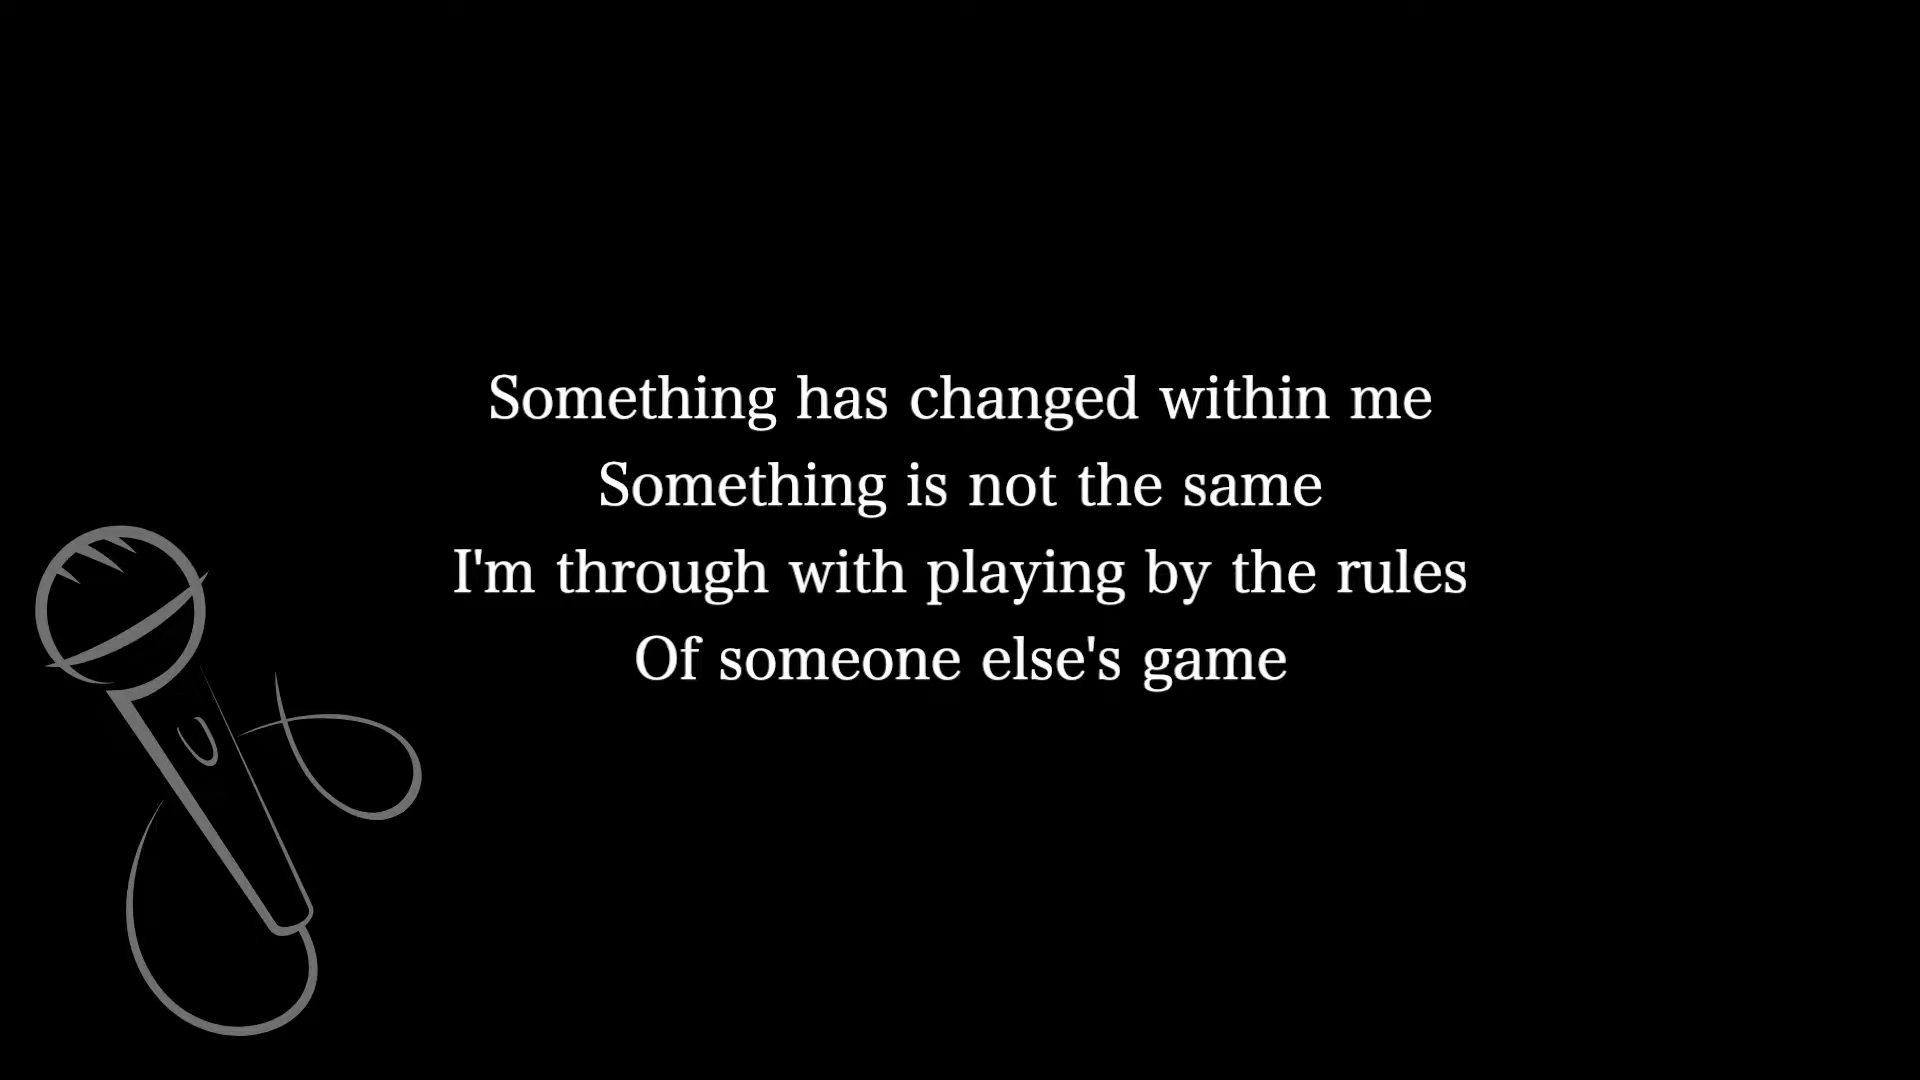 Something has changed within me
Something is not the same
I'm through with playing by the rules
Of someone else's game